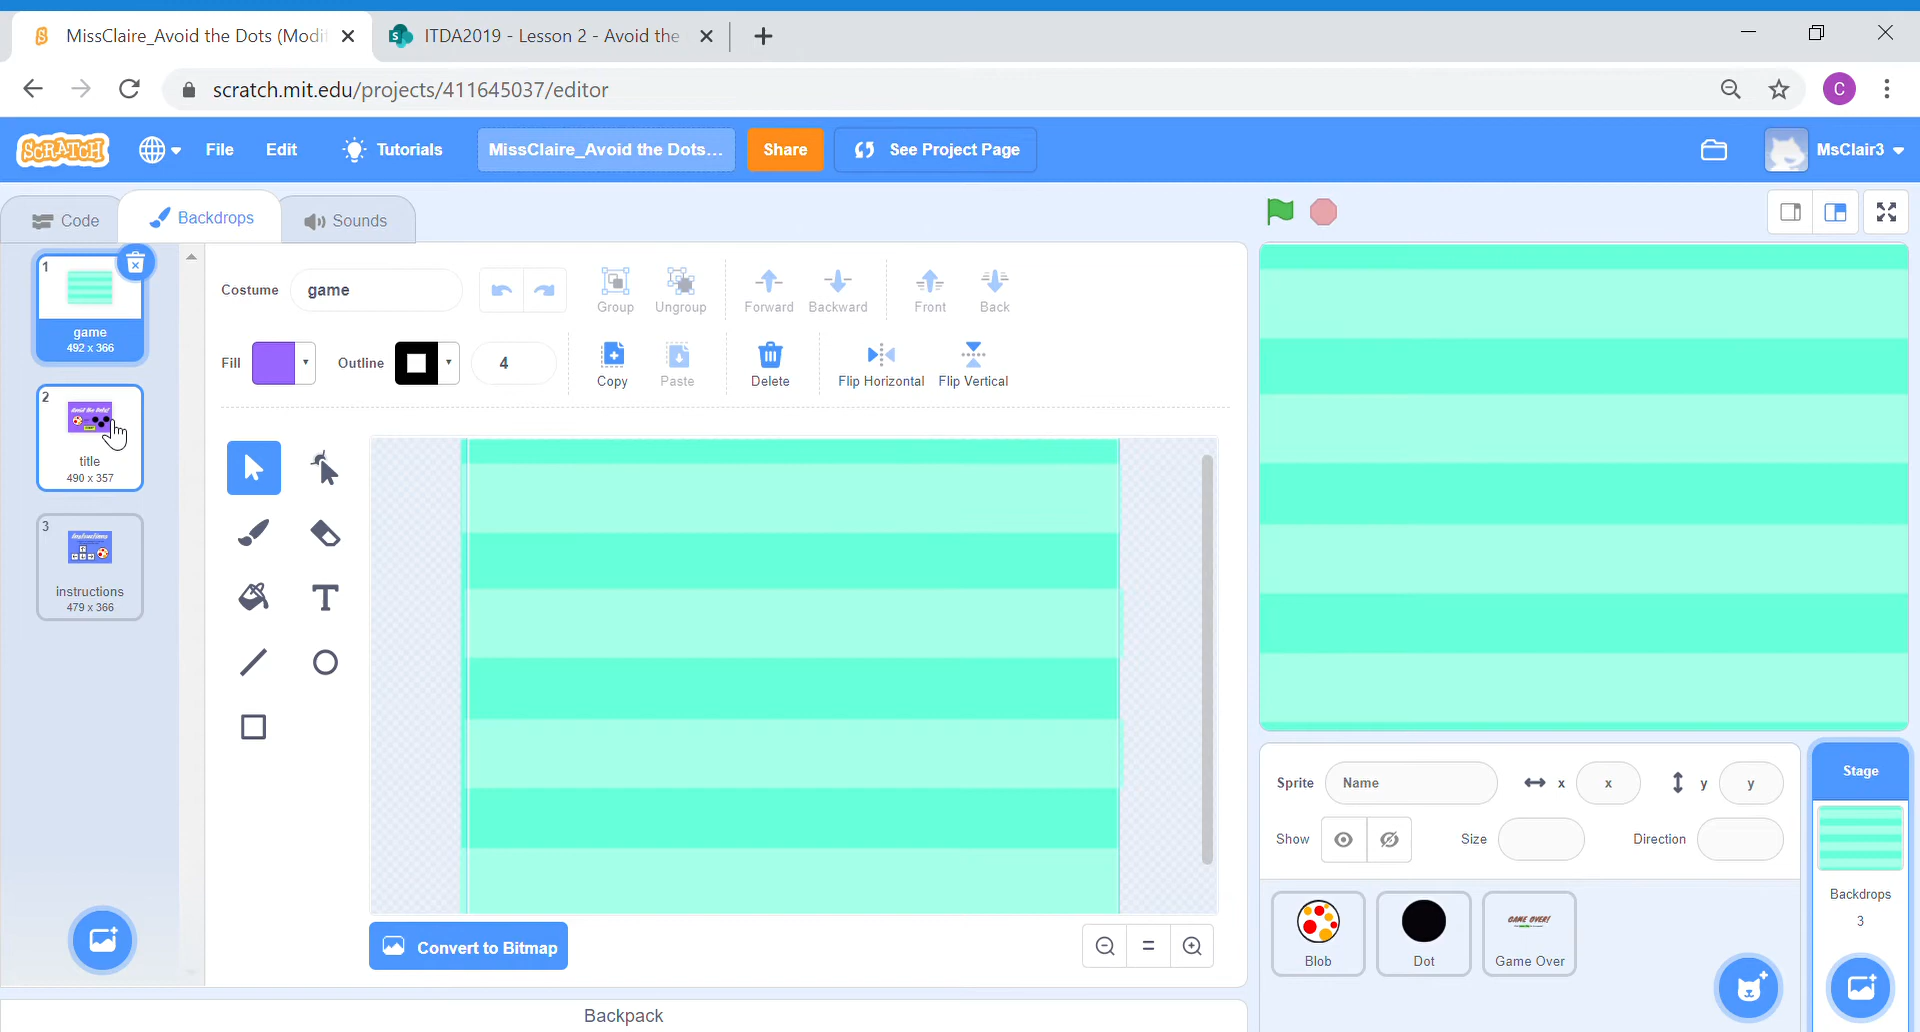 MissClaire_Avoid the Dots (Modi
ITDA2019 - Lesson 2 - Avoid the
scratch.mit.edu/projects/411645037/editor
C
SCRATCH
File
Edit
Tutorials
MissClaire_Avoid the Dots...
Share
See Project Page
MsClair3
Code
Backdrops
Sounds
1
game
492 x 366
2
Avoid the Dots!
title
490 x 357
3
Instructions
instructions
479 x 366
Costume
game
Group
Ungroup
Forward
Backward
Front
Back
Fill
Outline
4
Copy
Paste
Delete
Flip Horizontal
Flip Vertical
Convert to Bitmap
Backpack
Sprite
Name
x
x
y
y
Show
Size
Direction
Blob
Dot
GAME OVER!
Game Over
Stage
Backdrops
3